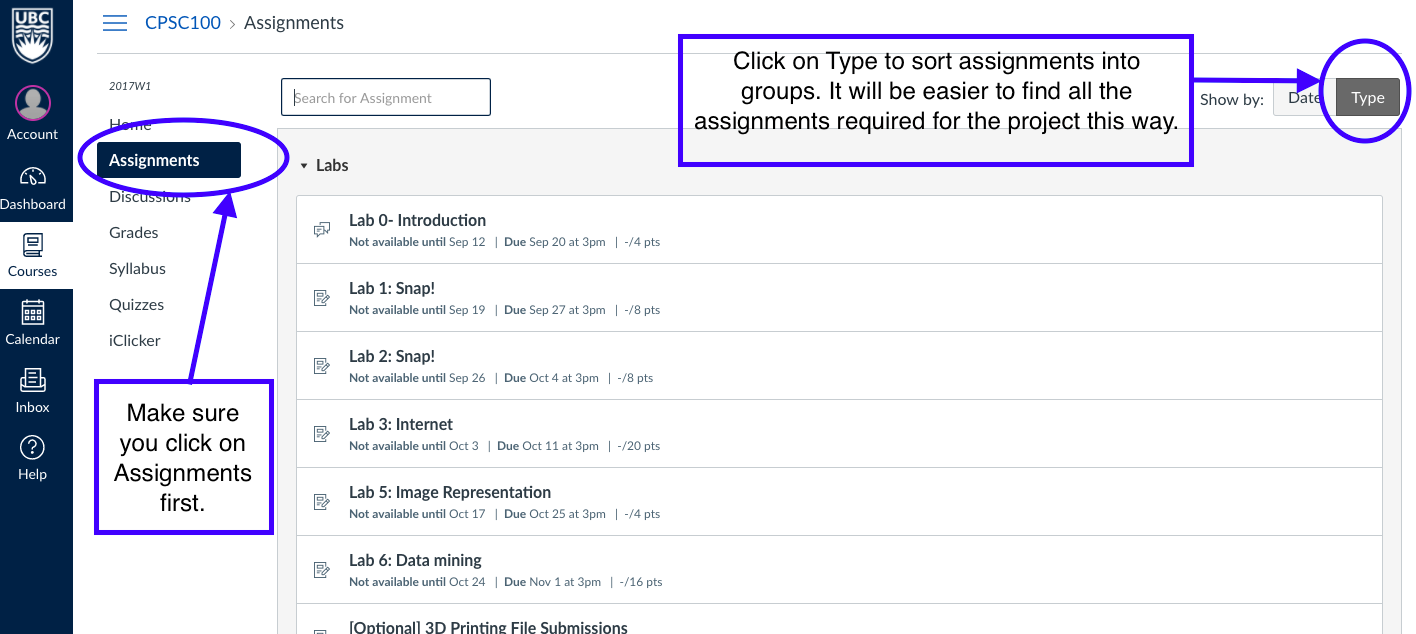 UBC
CPSC100 › Assignments
Account
Dashboard
Courses
Calendar
Inbox
Help
2017W1
Home
Assignments
Discussions
Grades
Syllabus
Quizzes
iClicker
Make sure
you click on
Assignments
first.
Search for Assignment
Click on Type to sort assignments into
groups. It will be easier to find all the
assignments required for the project this way.
Show by: Date Type
Labs
Lab 0- Introduction
Not available until Sep 12 | Due Sep 20 at 3pm | -/4 pts
Lab 1: Snap!
Not available until Sep 19 | Due Sep 27 at 3pm | -/8 pts
Lab 2: Snap!
Not available until Sep 26 | Due Oct 4 at 3pm | -/8 pts
Lab 3: Internet
Not available until Oct 3 | Due Oct 11 at 3pm | -/20 pts
Lab 5: Image Representation
Not available until Oct 17 | Due Oct 25 at 3pm | -/4 pts
Lab 6: Data mining
Not available until Oct 24 | Due Nov 1 at 3pm | -/16 pts
[Optional] 3D Printing File Submissions